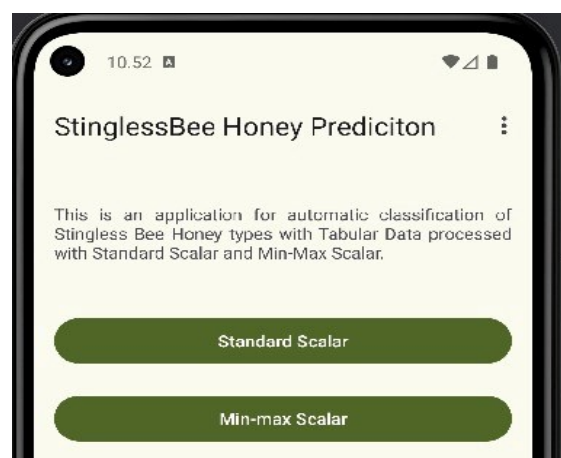 10.52
StinglessBee Honey Prediciton
This is an application for automatic classification of
Stingless Bee Honey types with Tabular Data processed
with Standard Scalar and Min-Max Scalar.
Standard Scalar
Min-max Scalar